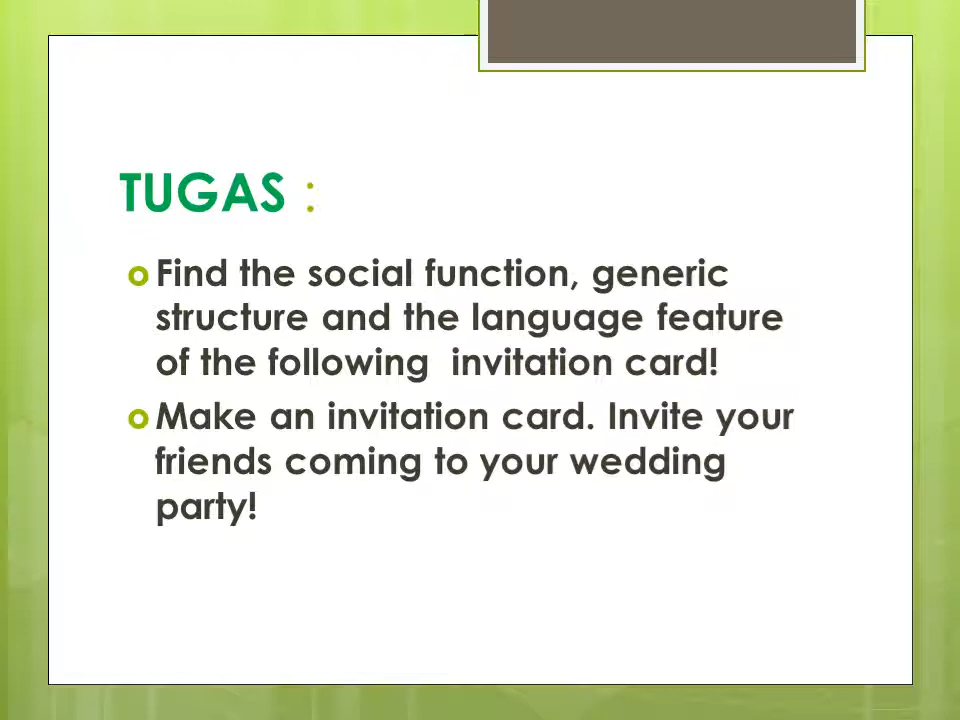 TUGAS :
Find the social function, generic
structure and the language feature
of the following invitation card!
Make an invitation card. Invite your
friends coming to your wedding
party!